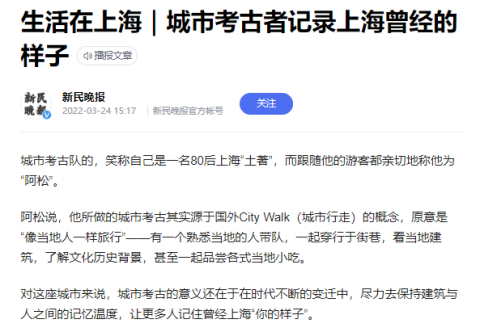 生活在上海｜城市考古者记录上海曾经的
样子 播报文章
新民晚报
新民
晚报
2022-03-24 15:17 新民晚报官方帐号
关注
城市考古队的，笑称自己是一名80后上海“土著”，而跟随他的游客都亲切地称他为
“阿松”。
阿松说，他所做的城市考古其实源于国外City Walk（城市行走）的概念，原意是
“像当地人一样旅行”——有一个熟悉当地的人带队，一起穿行于街巷，看当地建
筑，了解文化历史背景，甚至一起品尝各式当地小吃。
对这座城市来说，城市考古的意义还在于在时代不断的变迁中，尽力去保持建筑与
人之间的记忆温度，让更多人记住曾经上海“你的样子”。